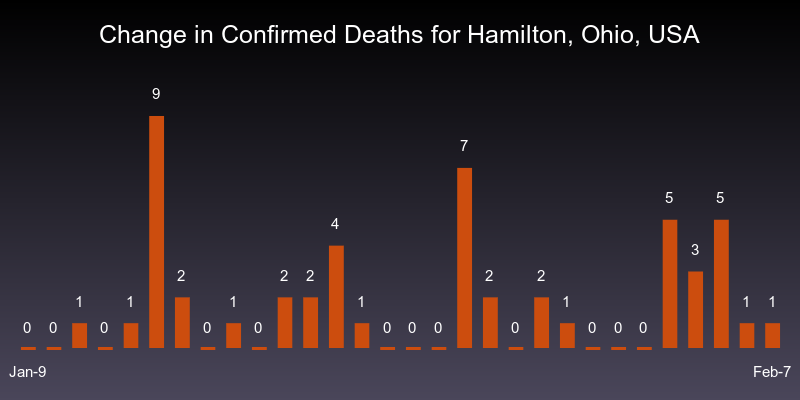 Change in Confirmed Deaths for Hamilton, Ohio, USA
0 0 1 0 1 9 2 0 1 0 2 2 4 1 0 0 0 7 2 0 2 1 0 0 0 5 3 5 1 1
Jan-9 Feb-7